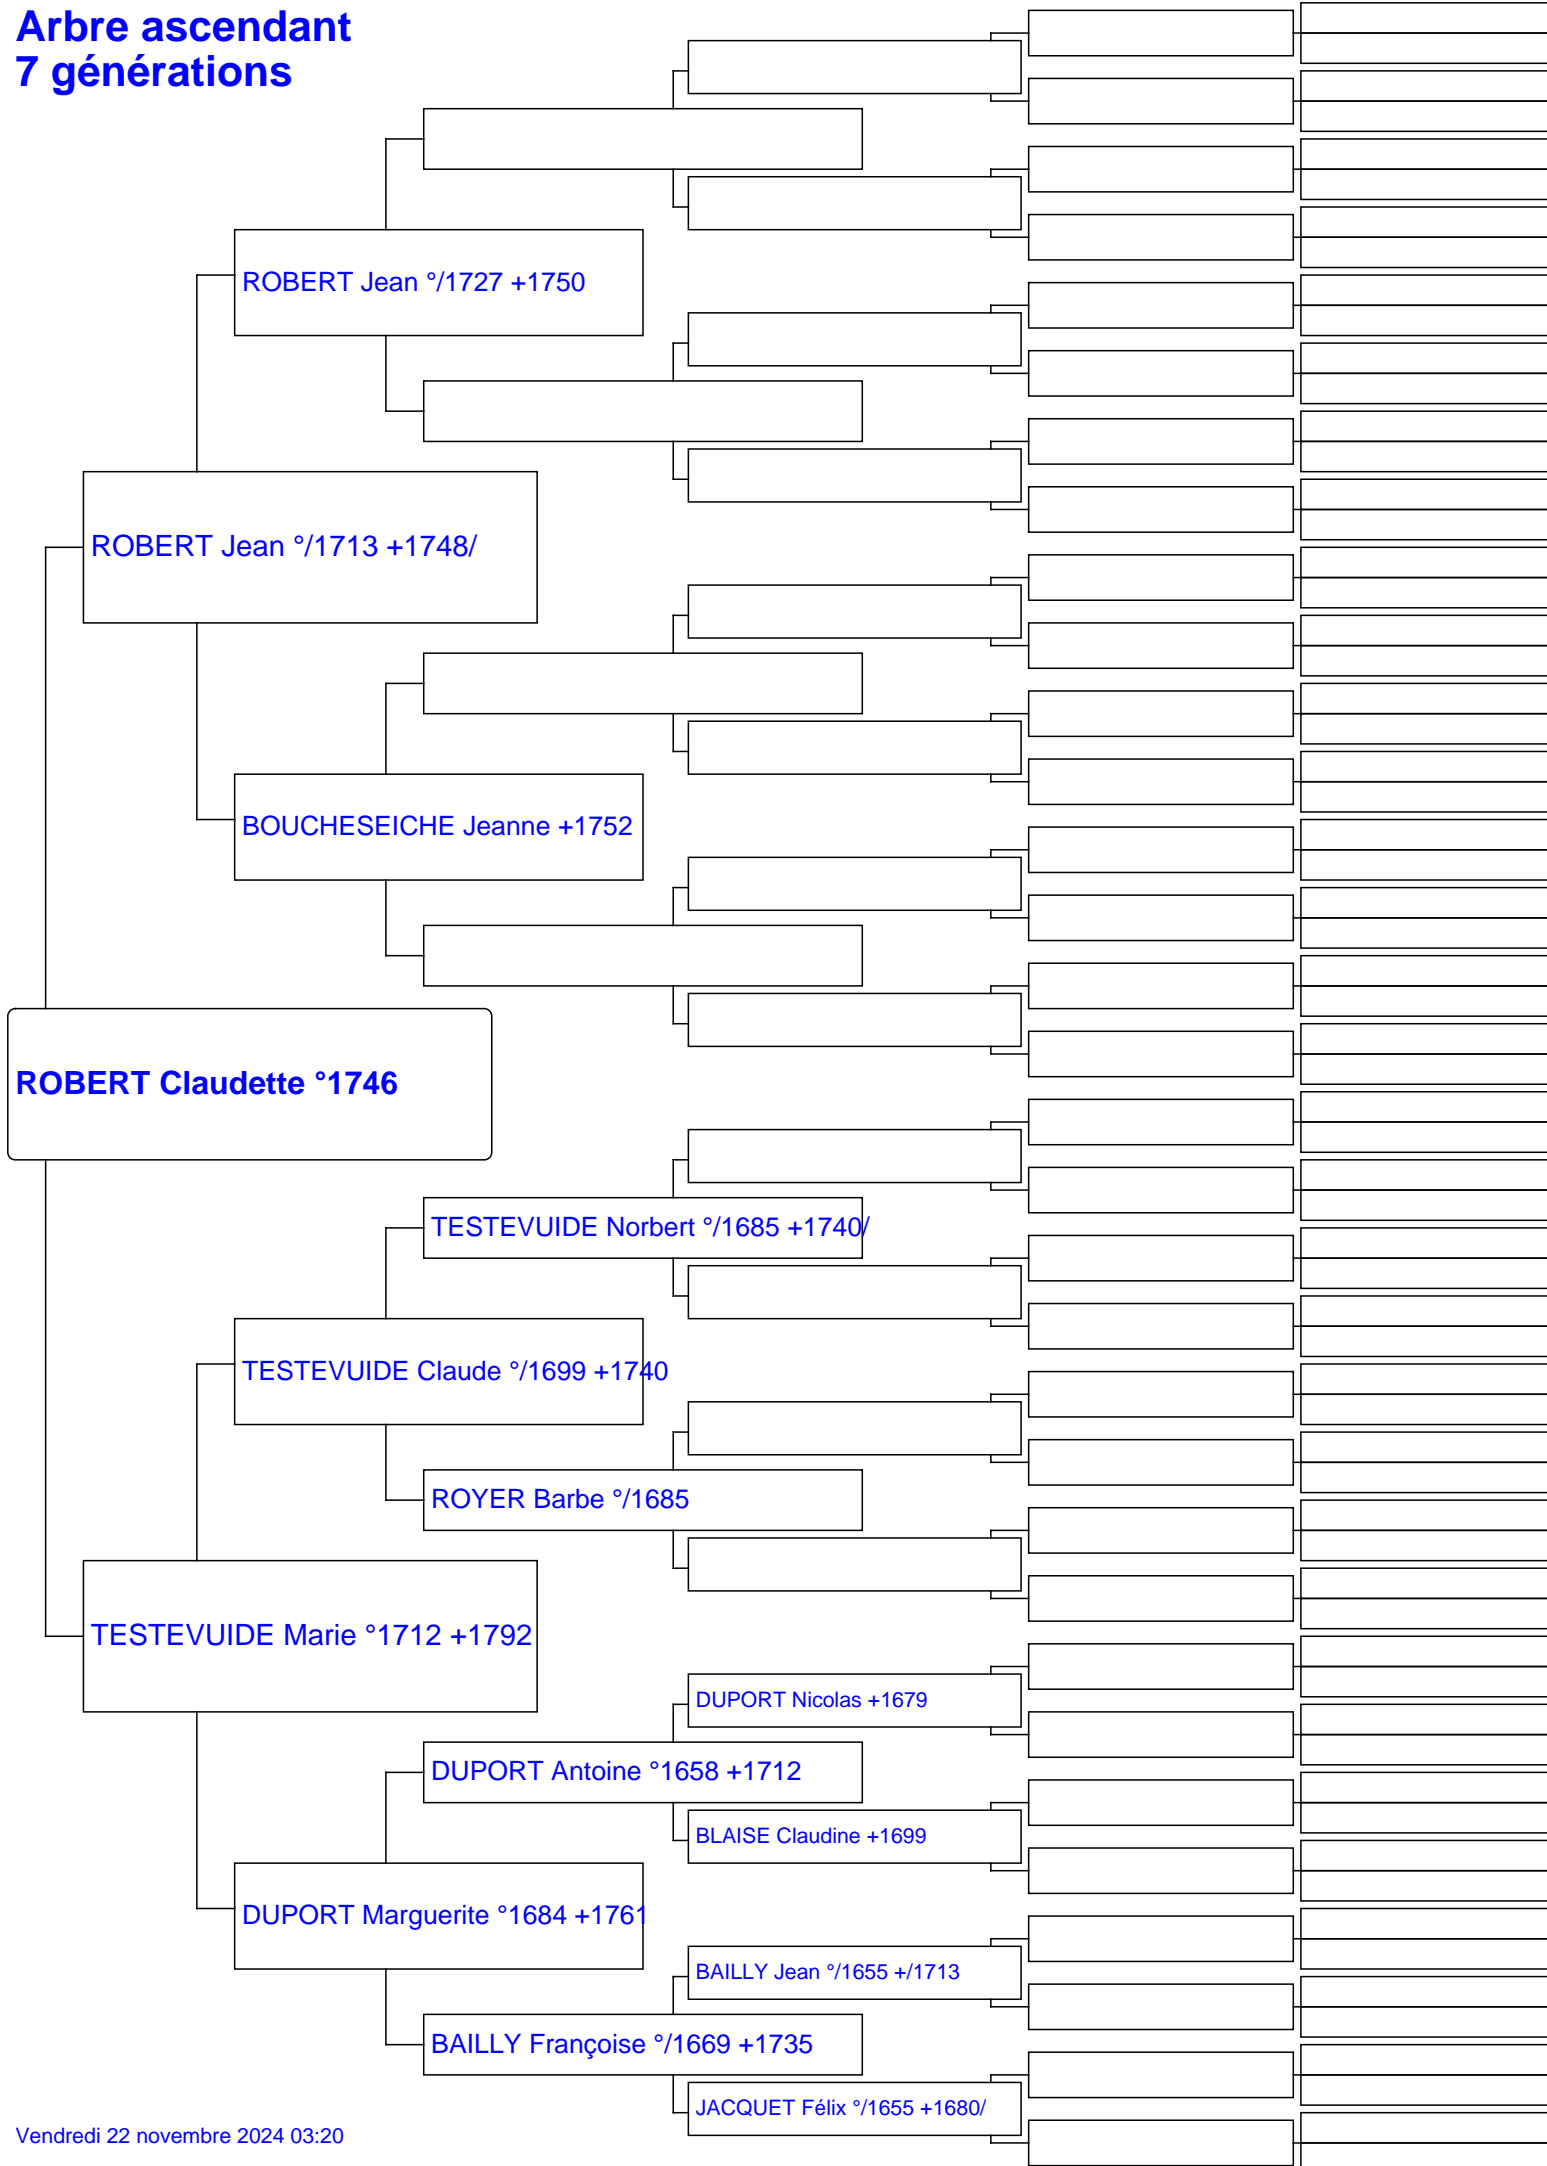 Arbre ascendant
7 générations
ROBERT Jean °/1727 +1750
ROBERT Jean °/1713 +1748/
BOUCHESEICHE Jeanne +1752
ROBERT Claudette °1746
TESTEVUIDE Norbert °/1685 +1740/
TESTEVUIDE Claude °/1699 +1740
ROYER Barbe °/1685
TESTEVUIDE Marie °1712 +1792
DUPORT Nicolas +1679
DUPORT Antoine °1658 +1712
BLAISE Claudine +1699
DUPORT Marguerite °1684 +1761
BAILLY Jean °/1655 +/1713
BAILLY Françoise °/1669 +1735
JACQUET Félix °/1655 +1680/
Vendredi 22 novembre 2024 03:20